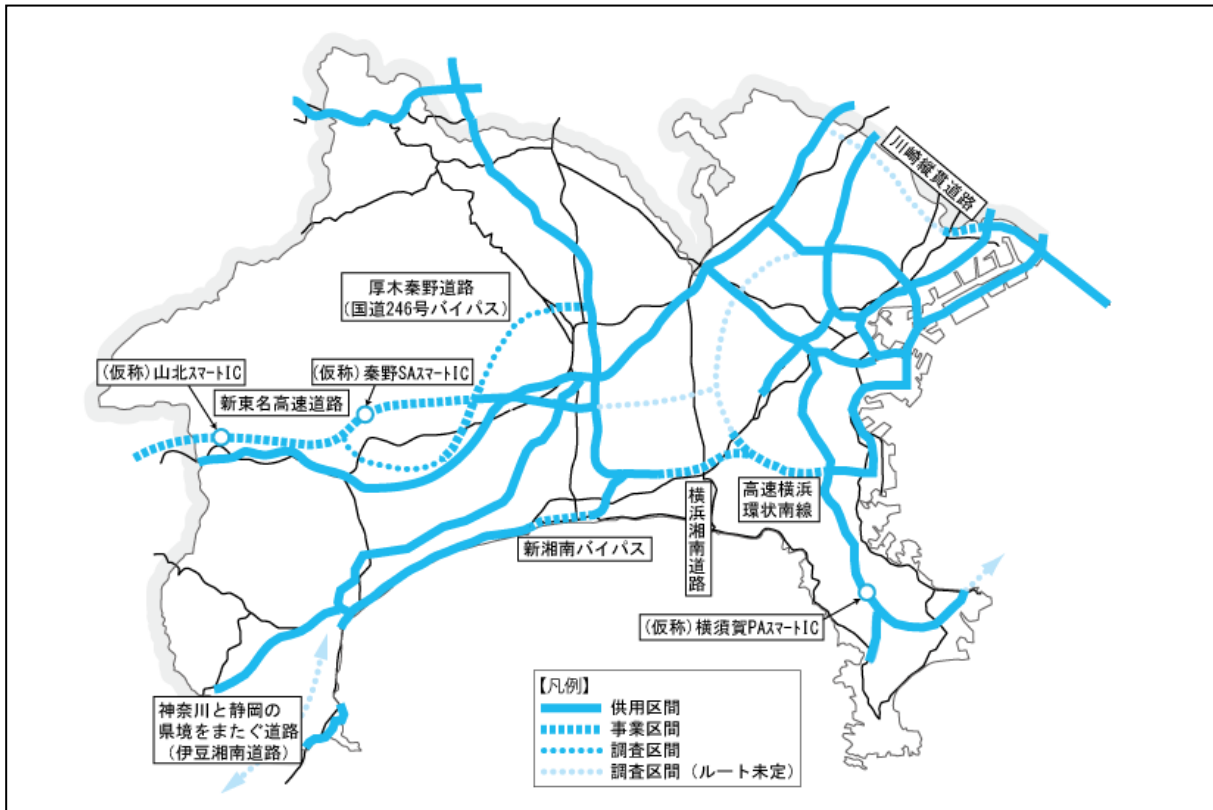 川崎縦貫道路
厚木秦野道路
(国道246号バイパス)
(仮称)山北スマートIC
(仮称)秦野SAスマートIC
新東名高速道路
高速横浜
環状南線
横浜湘南道路
新湘南バイパス
(仮称)横須賀PAスマートIC
神奈川と静岡の
県境をまたぐ道路
(伊豆湘南道路)
【凡例】
供用区間
事業区間
調査区間
調査区間(ルート未定)